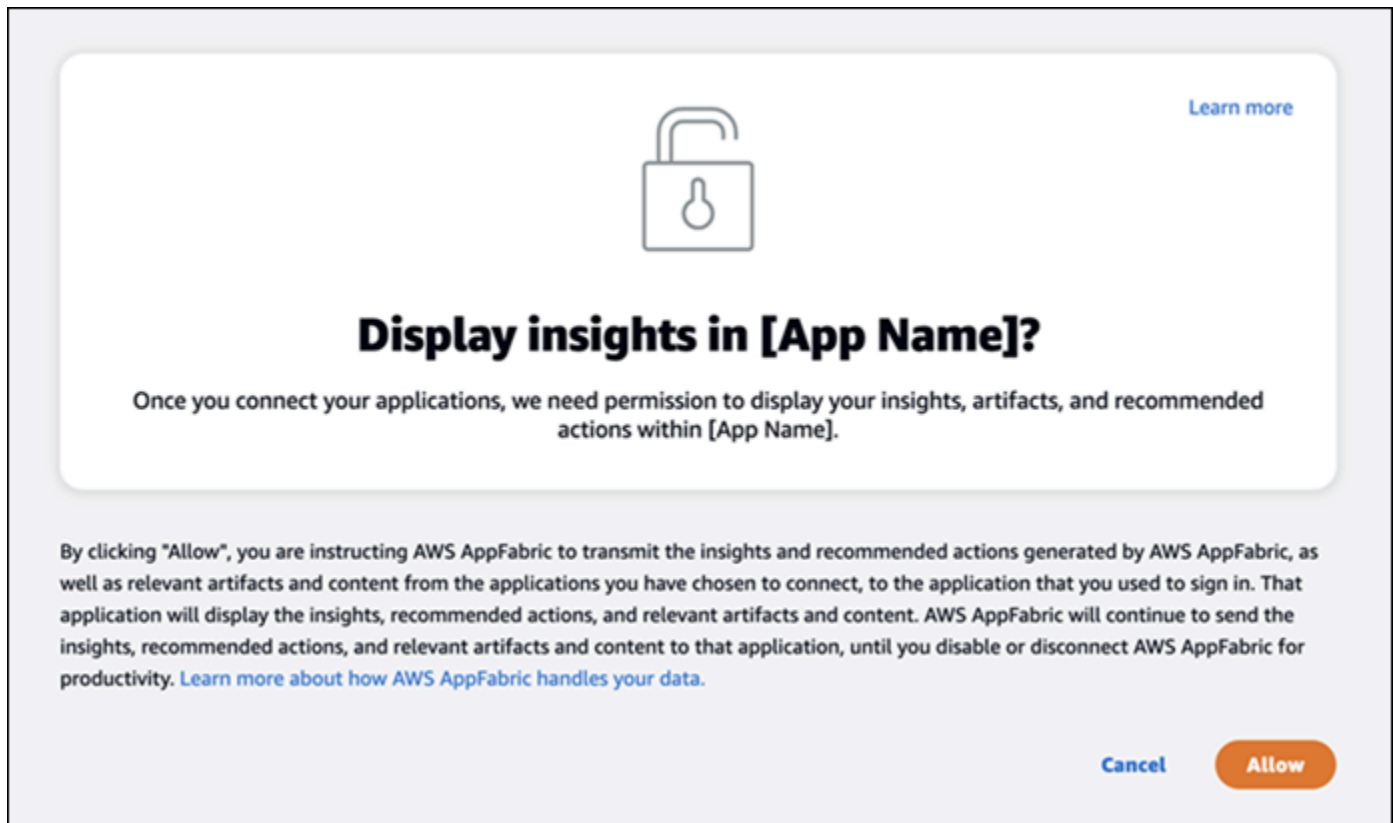 Learn more
Display insights in [App Name]?
Once you connect your applications, we need permission to display your insights, artifacts, and recommended
actions within [App Name].
By clicking "Allow", you are instructing AWS AppFabric to transmit the insights and recommended actions generated by AWS AppFabric, as
well as relevant artifacts and content from the applications you have chosen to connect, to the application that you used to sign in. That
application will display the insights, recommended actions, and relevant artifacts and content. AWS AppFabric will continue to send the
insights, recommended actions, and relevant artifacts and content to that application, until you disable or disconnect AWS AppFabric for
productivity. Learn more about how AWS AppFabric handles your data.
Cancel Allow